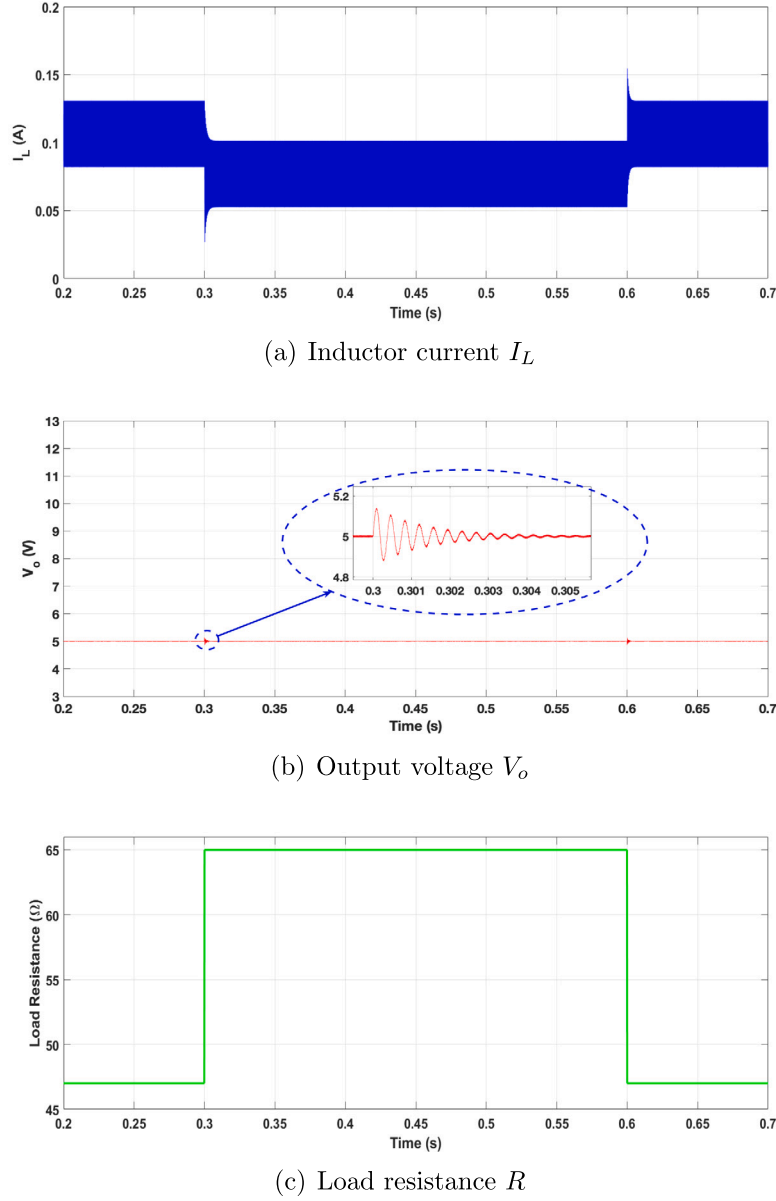 0.2
0.15
0.1
0.05
0
I_L (A)
0.2 0.25 0.3 0.35 0.4 0.45 0.5 0.55 0.6 0.65 0.7
Time (s)
(a) Inductor current I_L
13
12
11
10
9
8
7
6
5
4
3
V_o (V)
5.2
5
4.8
0.3 0.301 0.302 0.303 0.304 0.305
0.2 0.25 0.3 0.35 0.4 0.45 0.5 0.55 0.6 0.65 0.7
Time (s)
(b) Output voltage V_o
65
60
55
50
45
Load Resistance (Ω)
0.2 0.25 0.3 0.35 0.4 0.45 0.5 0.55 0.6 0.65 0.7
Time (s)
(c) Load resistance R